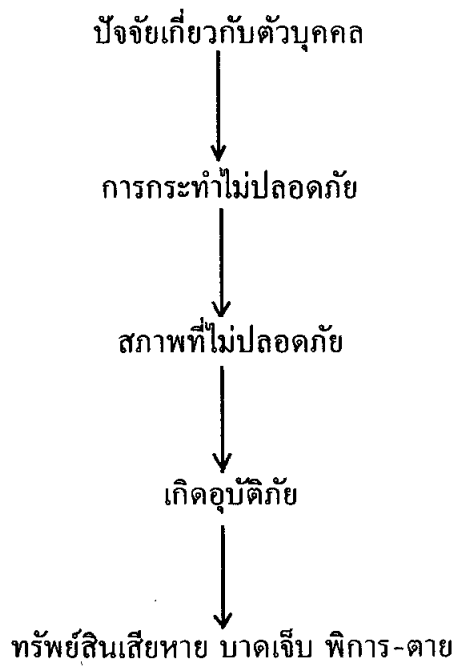 ปัจจัยเกี่ยวกับตัวบุคคล
การกระทำไม่ปลอดภัย
สภาพที่ไม่ปลอดภัย
เกิดอุบัติภัย
ทรัพย์สินเสียหาย บาดเจ็บ พิการ-ตาย